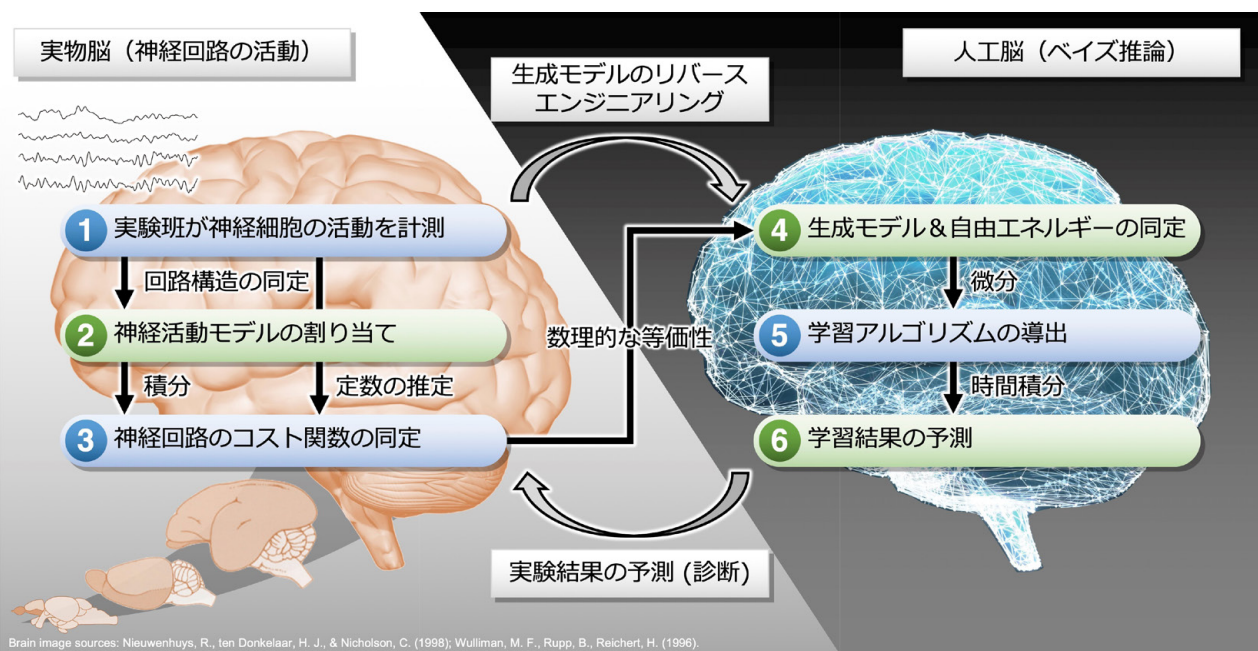 実物脳（神経回路の活動）
人工脳（ベイズ推論）
生成モデルのリバース
エンジニアリング
1 実験班が神経細胞の活動を計測
回路構造の同定
2 神経活動モデルの割り当て
積分
定数の推定
3 神経回路のコスト関数の同定
数理的な等価性
4 生成モデル＆自由エネルギーの同定
微分
5 学習アルゴリズムの導出
時間積分
6 学習結果の予測
実験結果の予測 (診断)
Brain image sources: Nieuwenhuys, R., ten Donkelaar, H. J., & Nicholson, C. (1998); Wulliman, M. F., Rupp, B., Reichert, H. (1996).